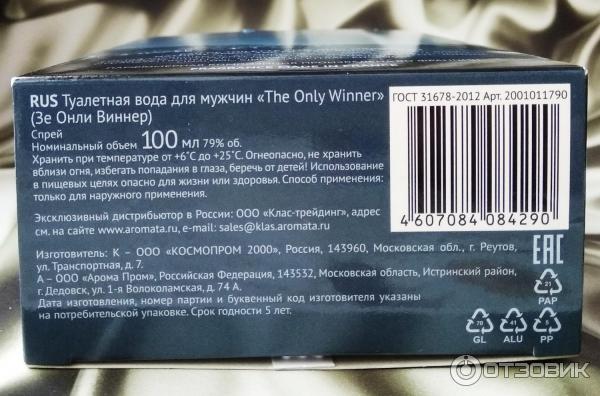 RUS Туалетная вода для мужчин «The Only Winner»
(Зе Онли Виннер)
Спрей
Номинальный объем 100 мл 79% об.
Хранить при температуре от +6˚С до +25˚С. Огнеопасно, не хранить
вблизи огня, избегать попадания в глаза, беречь от детей! Использование
в пищевых целях опасно для жизни или здоровья. Способ применения:
только для наружного применения.
Эксклюзивный дистрибьютор в России: ООО «Клас-трейдинг», адрес
см. на сайте www.aromata.ru, e-mail: sales@klas.aromata.ru
Изготовитель: К – ООО «КОСМОПРОМ 2000», Россия, 143960, Московская обл., г. Реутов,
ул. Транспортная, д. 7.
А – ООО «Арома Пром», Российская Федерация, 143532, Московская область, Истринский район,
г. Дедовск, ул. 1-я Волоколамская, д. 74 А.
Дата изготовления, номер партии и буквенный код изготовителя указаны
на потребительской упаковке. Срок годности 5 лет.
ГОСТ 31678-2012 Арт. 2001011790
4 607084 084290
EAC
21
PAP
70
GL
41
ALU
5
PP
ОТЗОВИК